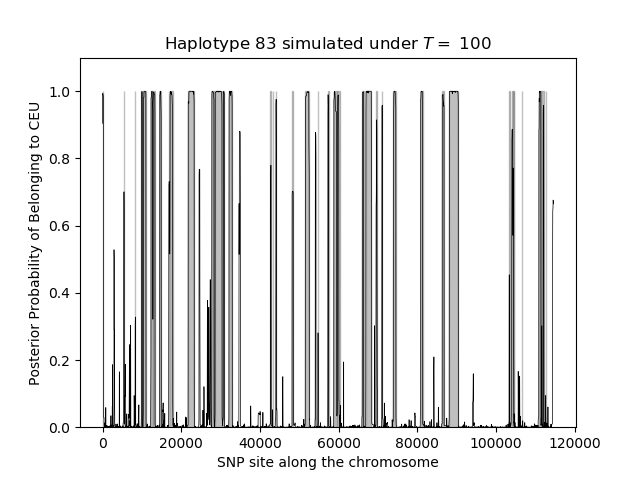 Haplotype 83 simulated under T = 100
Posterior Probability of Belonging to CEU
1.0
0.8
0.6
0.4
0.2
0.0
0 20000 40000 60000 80000 100000 120000
SNP site along the chromosome